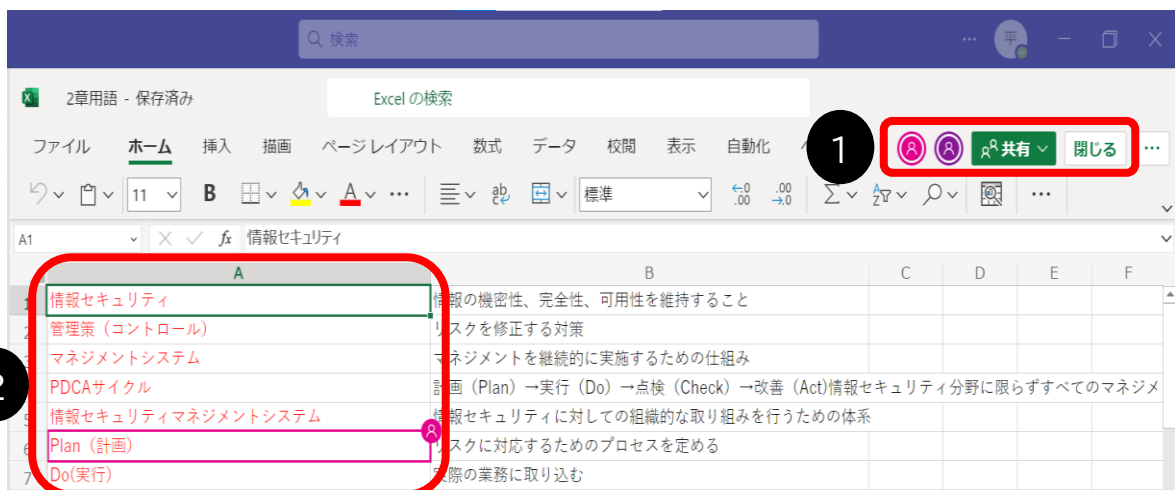 検索
平
2章用語 - 保存済み
Excel の検索
ファイル ホーム 挿入 描画 ページ レイアウト 数式 データ 校閲 表示 自動化
1
共有
閉じる
11 B A ab 標準
A1 fx 情報セキュリティ
A B C D E F
1 情報セキュリティ 情報の機密性、完全性、可用性を維持すること
2 管理策（コントロール） リスクを修正する対策
マネジメントシステム マネジメントを継続的に実施するための仕組み
2
PDCAサイクル 計画（Plan）→実行（Do）→点検（Check）→改善（Act)情報セキュリティ分野に限らずすべてのマネジメ
5 情報セキュリティマネジメントシステム 情報セキュリティに対しての組織的な取り組みを行うための体系
6 Plan（計画） リスクに対応するためのプロセスを定める
7 Do(実行) 実際の業務に取り込む